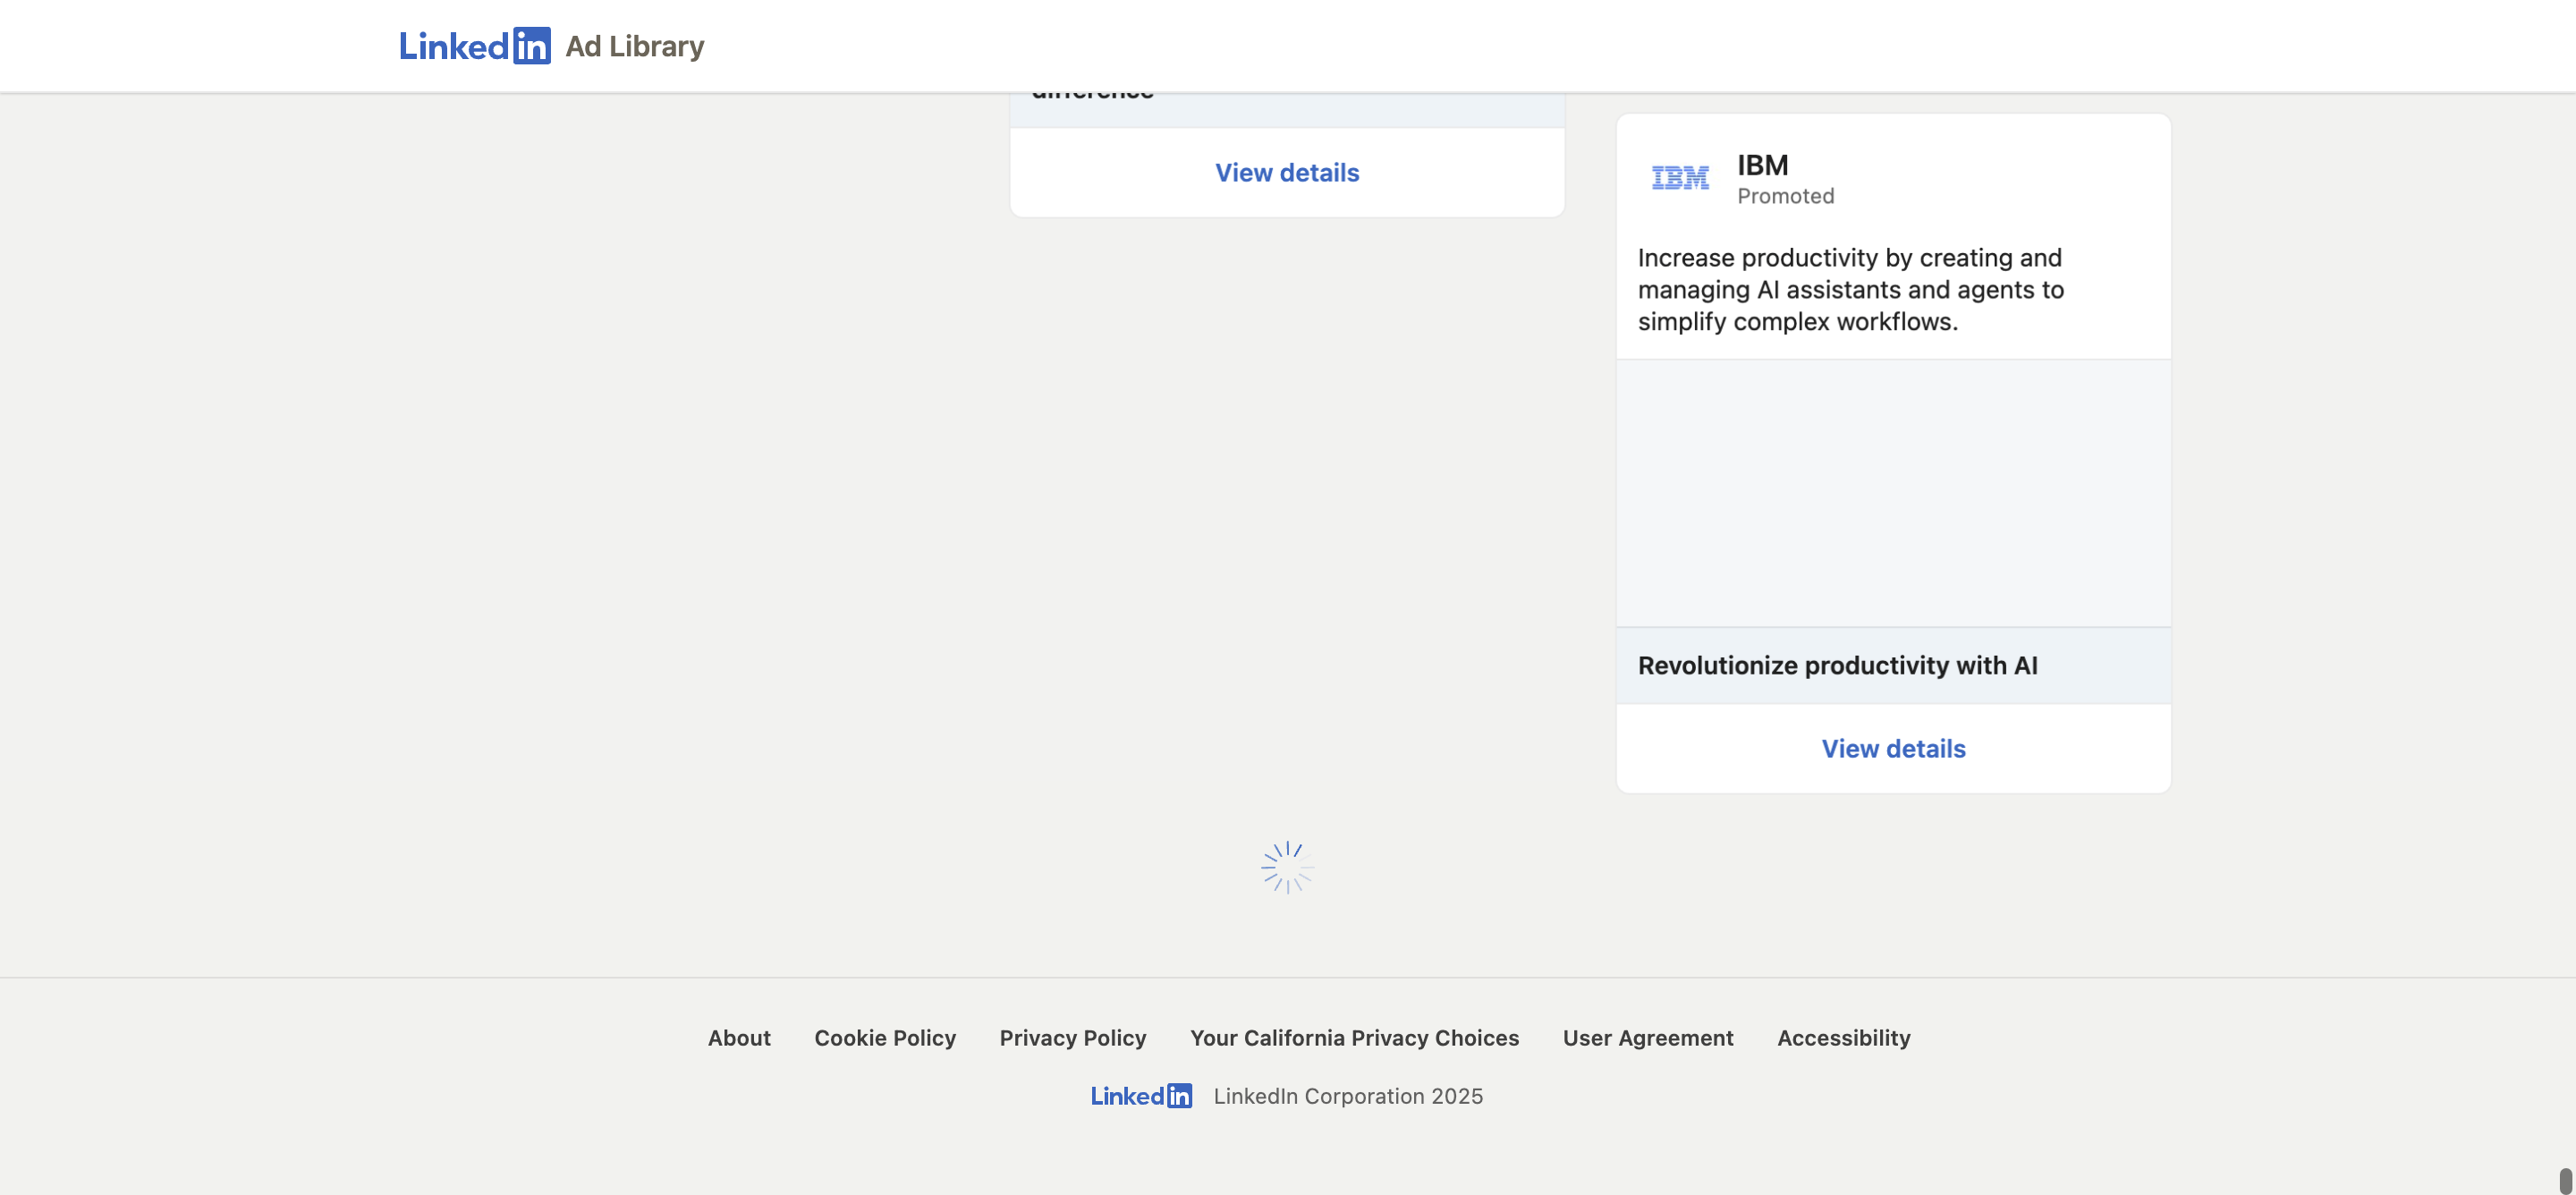 LinkedIn Ad Library
difference
View details
IBM
IBM
Promoted
Increase productivity by creating and
managing AI assistants and agents to
simplify complex workflows.
Revolutionize productivity with AI
View details
About Cookie Policy Privacy Policy Your California Privacy Choices User Agreement Accessibility
LinkedIn LinkedIn Corporation 2025